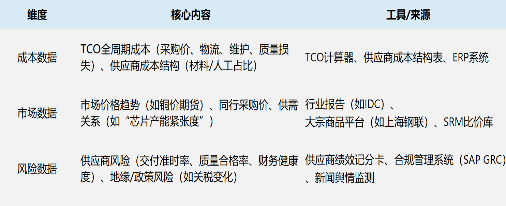 维度 核心内容 工具/来源
成本数据 TCO全周期成本（采购价、物流、维护、质量损
失）、供应商成本结构（材料/人工占比） TCO计算器、供应商成本结构表、ERP系统
市场数据 市场价格趋势（如铜价期货）、同行采购价、供需
关系（如“芯片产能紧张度”） 行业报告（如IDC）、
大宗商品平台（如上海钢联）、SRM比价库
风险数据 供应商风险（交付准时率、质量合格率、财务健康
度）、地缘/政策风险（如关税变化） 供应商绩效记分卡、合规管理系统（SAP GRC）
、新闻舆情监测